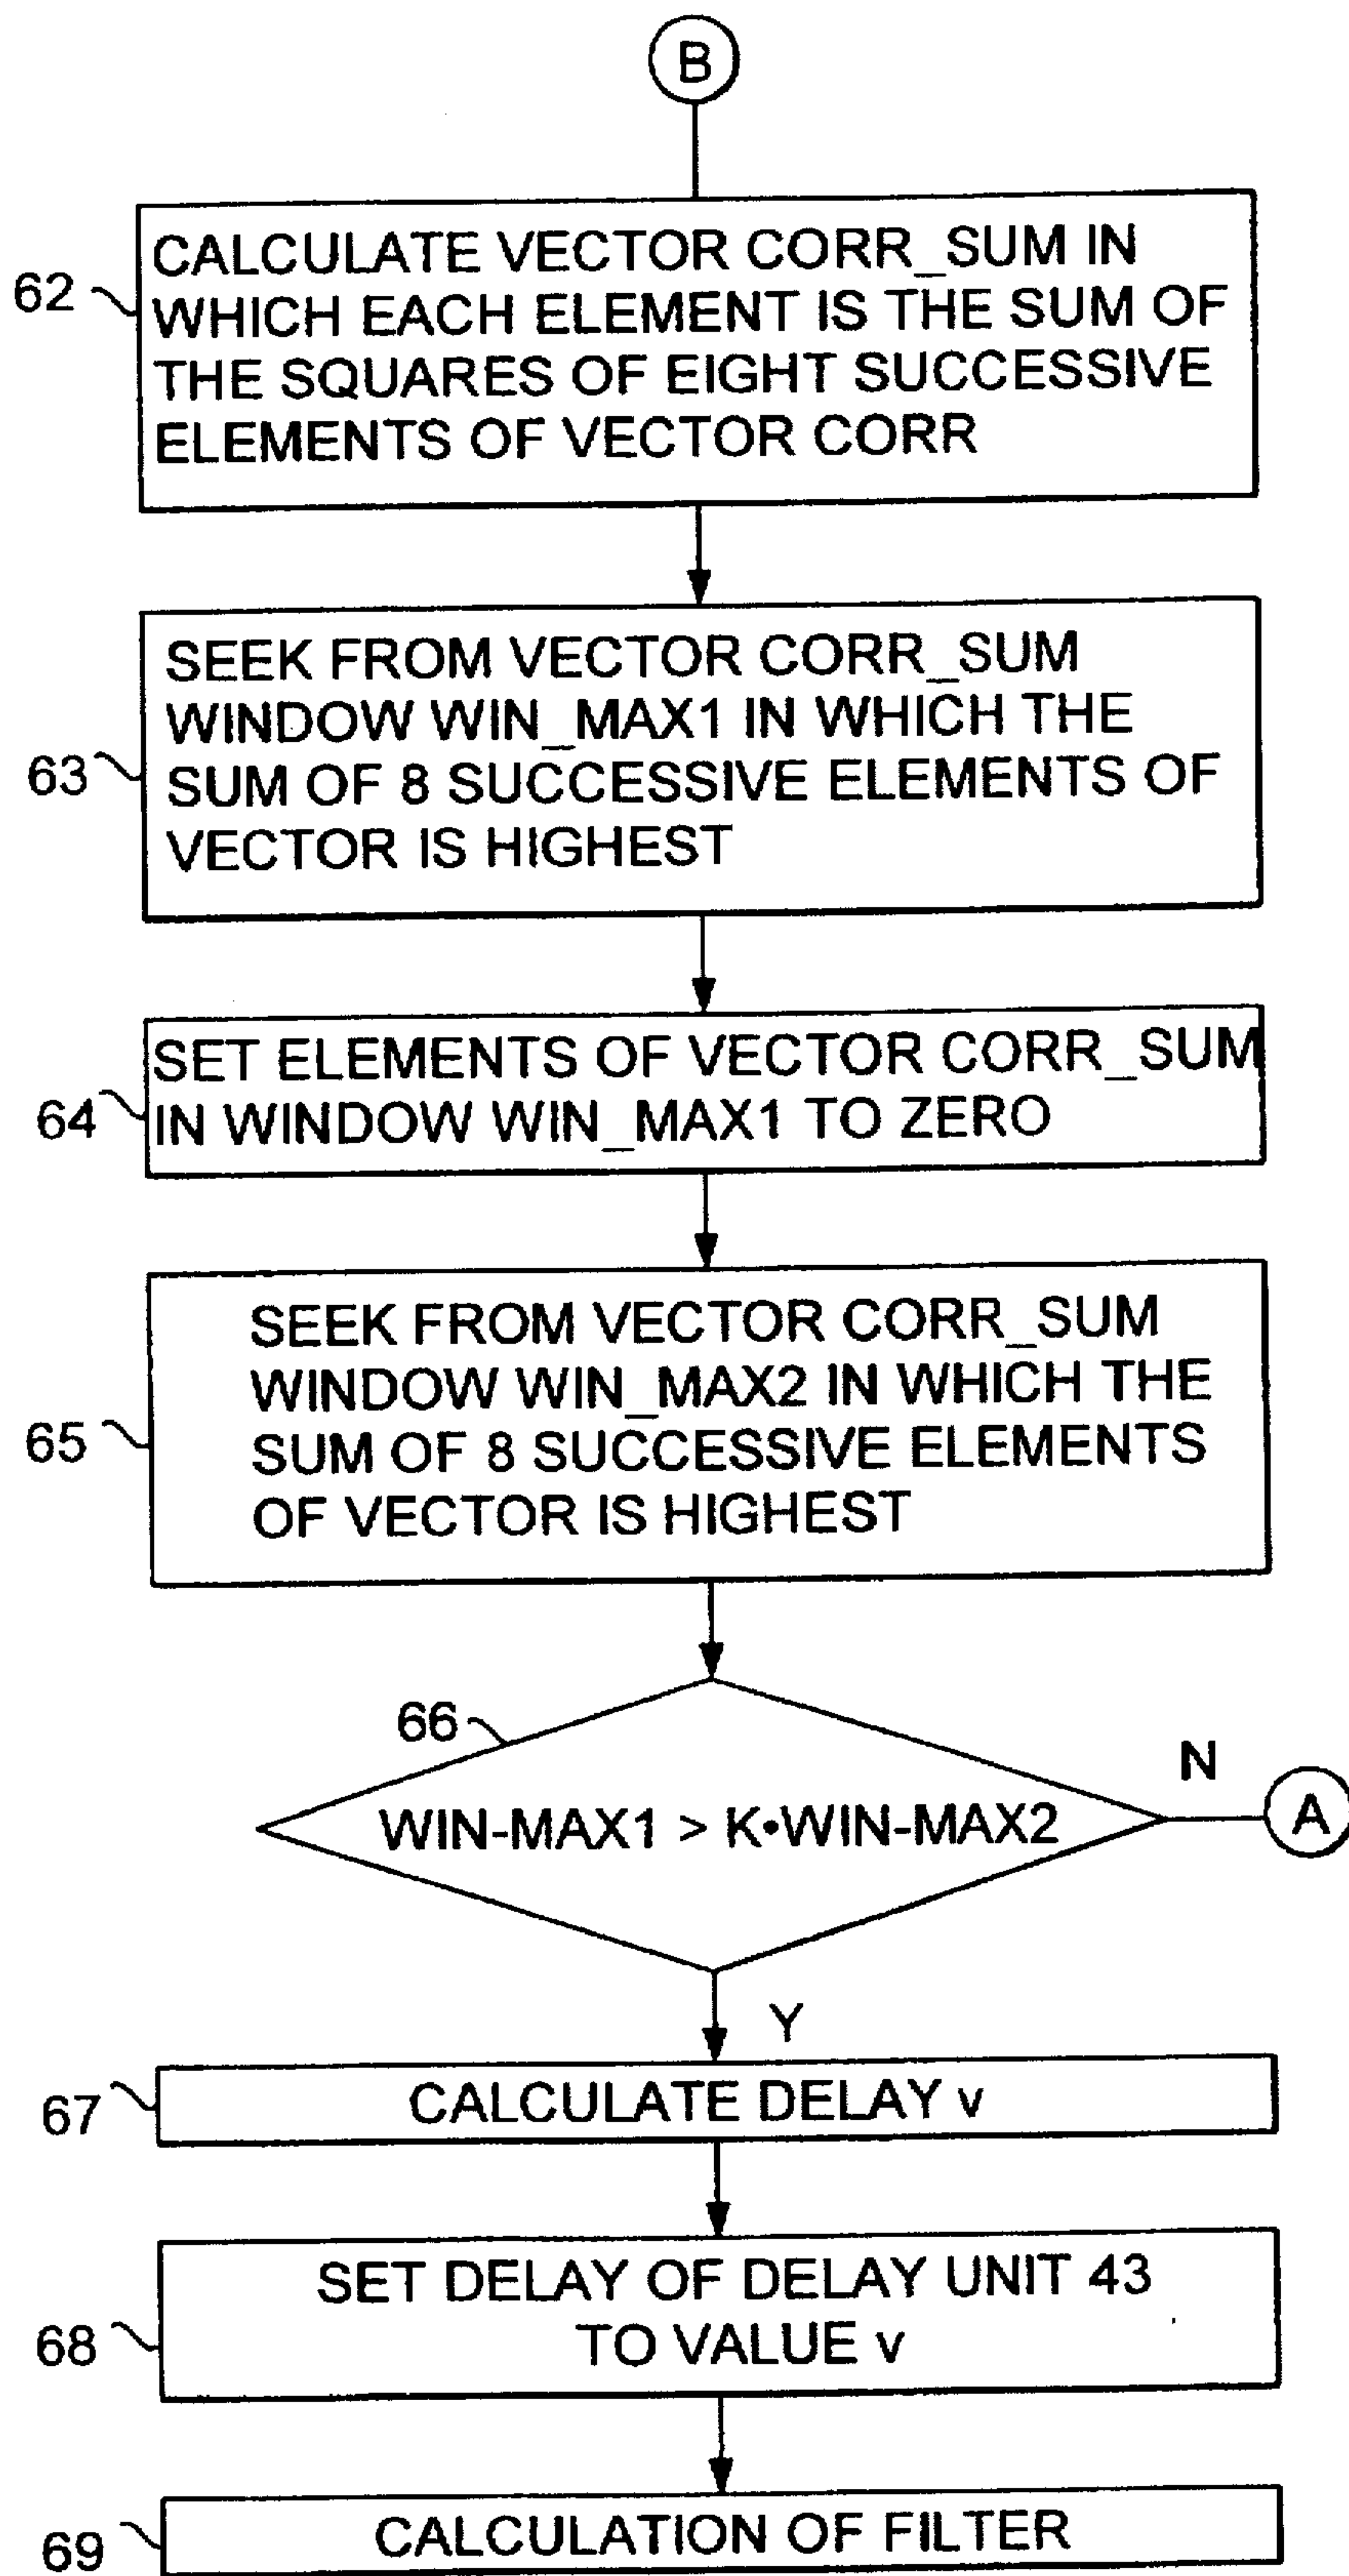 B
62
CALCULATE VECTOR CORR_SUM IN
WHICH EACH ELEMENT IS THE SUM OF
THE SQUARES OF EIGHT SUCCESSIVE
ELEMENTS OF VECTOR CORR
63
SEEK FROM VECTOR CORR_SUM
WINDOW WIN_MAX1 IN WHICH THE
SUM OF 8 SUCCESSIVE ELEMENTS OF
VECTOR IS HIGHEST
64
SET ELEMENTS OF VECTOR CORR_SUM
IN WINDOW WIN_MAX1 TO ZERO
65
SEEK FROM VECTOR CORR_SUM
WINDOW WIN_MAX2 IN WHICH THE
SUM OF 8 SUCCESSIVE ELEMENTS
OF VECTOR IS HIGHEST
66
WIN-MAX1 > K•WIN-MAX2
N
A
Y
67
CALCULATE DELAY v
68
SET DELAY OF DELAY UNIT 43
TO VALUE v
69
CALCULATION OF FILTER